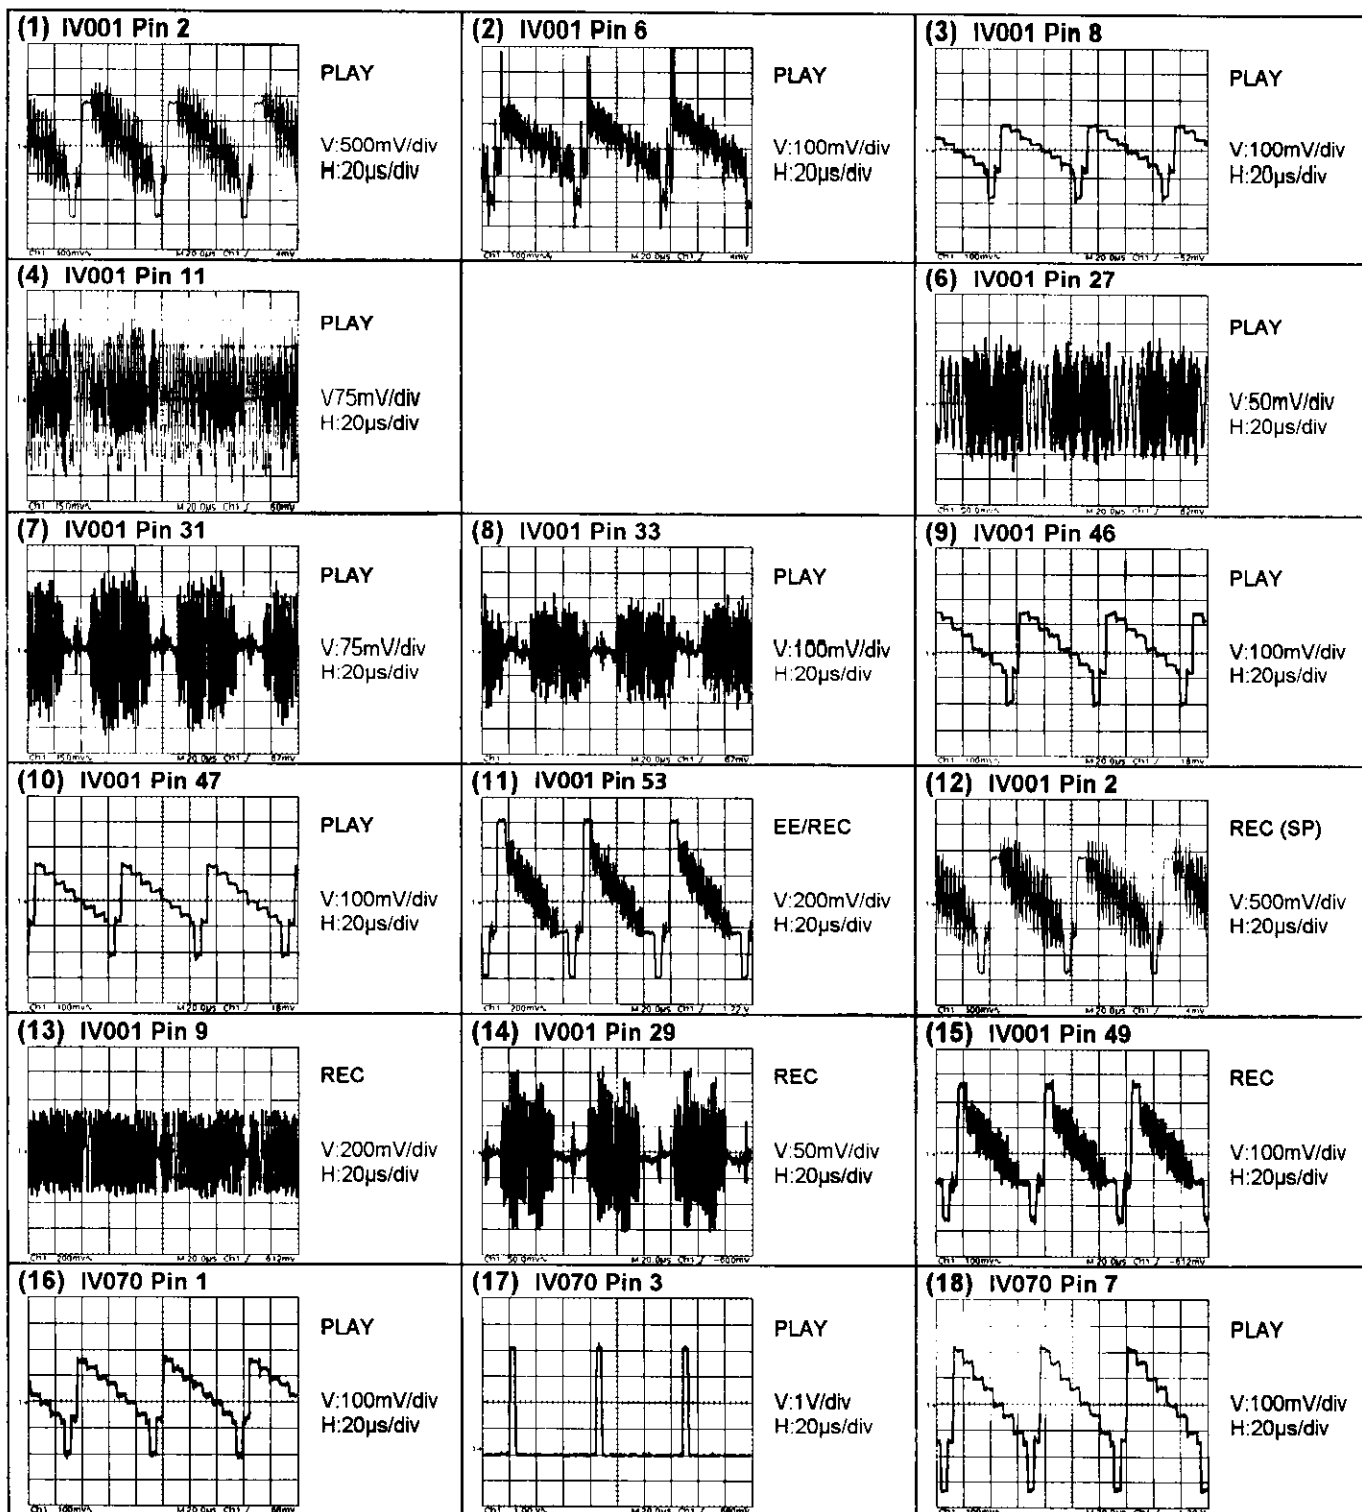 (1) IV001 Pin 2
PLAY
V:500mV/div
H:20µs/div
(2) IV001 Pin 6
PLAY
V:100mV/div
H:20µs/div
(3) IV001 Pin 8
PLAY
V:100mV/div
H:20µs/div
(4) IV001 Pin 11
PLAY
V75mV/div
H:20µs/div
(6) IV001 Pin 27
PLAY
V:50mV/div
H:20µs/div
(7) IV001 Pin 31
PLAY
V:75mV/div
H:20µs/div
(8) IV001 Pin 33
PLAY
V:100mV/div
H:20µs/div
(9) IV001 Pin 46
PLAY
V:100mV/div
H:20µs/div
(10) IV001 Pin 47
PLAY
V:100mV/div
H:20µs/div
(11) IV001 Pin 53
EE/REC
V:200mV/div
H:20µs/div
(12) IV001 Pin 2
REC (SP)
V:500mV/div
H:20µs/div
(13) IV001 Pin 9
REC
V:200mV/div
H:20µs/div
(14) IV001 Pin 29
REC
V:50mV/div
H:20µs/div
(15) IV001 Pin 49
REC
V:100mV/div
H:20µs/div
(16) IV070 Pin 1
PLAY
V:100mV/div
H:20µs/div
(17) IV070 Pin 3
PLAY
V:1V/div
H:20µs/div
(18) IV070 Pin 7
PLAY
V:100mV/div
H:20µs/div